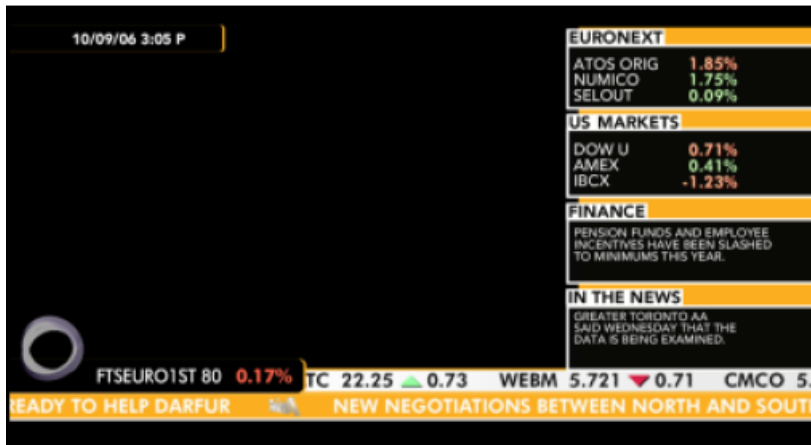 10/09/06 3:05 P
EURONEXT
ATOS ORIG 1.85%
NUMICO 1.75%
SELOUT 0.09%
US MARKETS
DOW U 0.71%
AMEX 0.41%
IBCX -1.23%
FINANCE
PENSION FUNDS AND EMPLOYEE
INCENTIVES HAVE BEEN SLASHED
TO MINIMUMS THIS YEAR.
IN THE NEWS
GREATER TORONTO AA
SAID WEDNESDAY THAT THE
DATA IS BEING EXAMINED.
FTSEURO1ST 80 0.17% TC 22.25 0.73 WEBM 5.721 0.71 CMCO 5.
EADY TO HELP DARFUR NEW NEGOTIATIONS BETWEEN NORTH AND SOUT